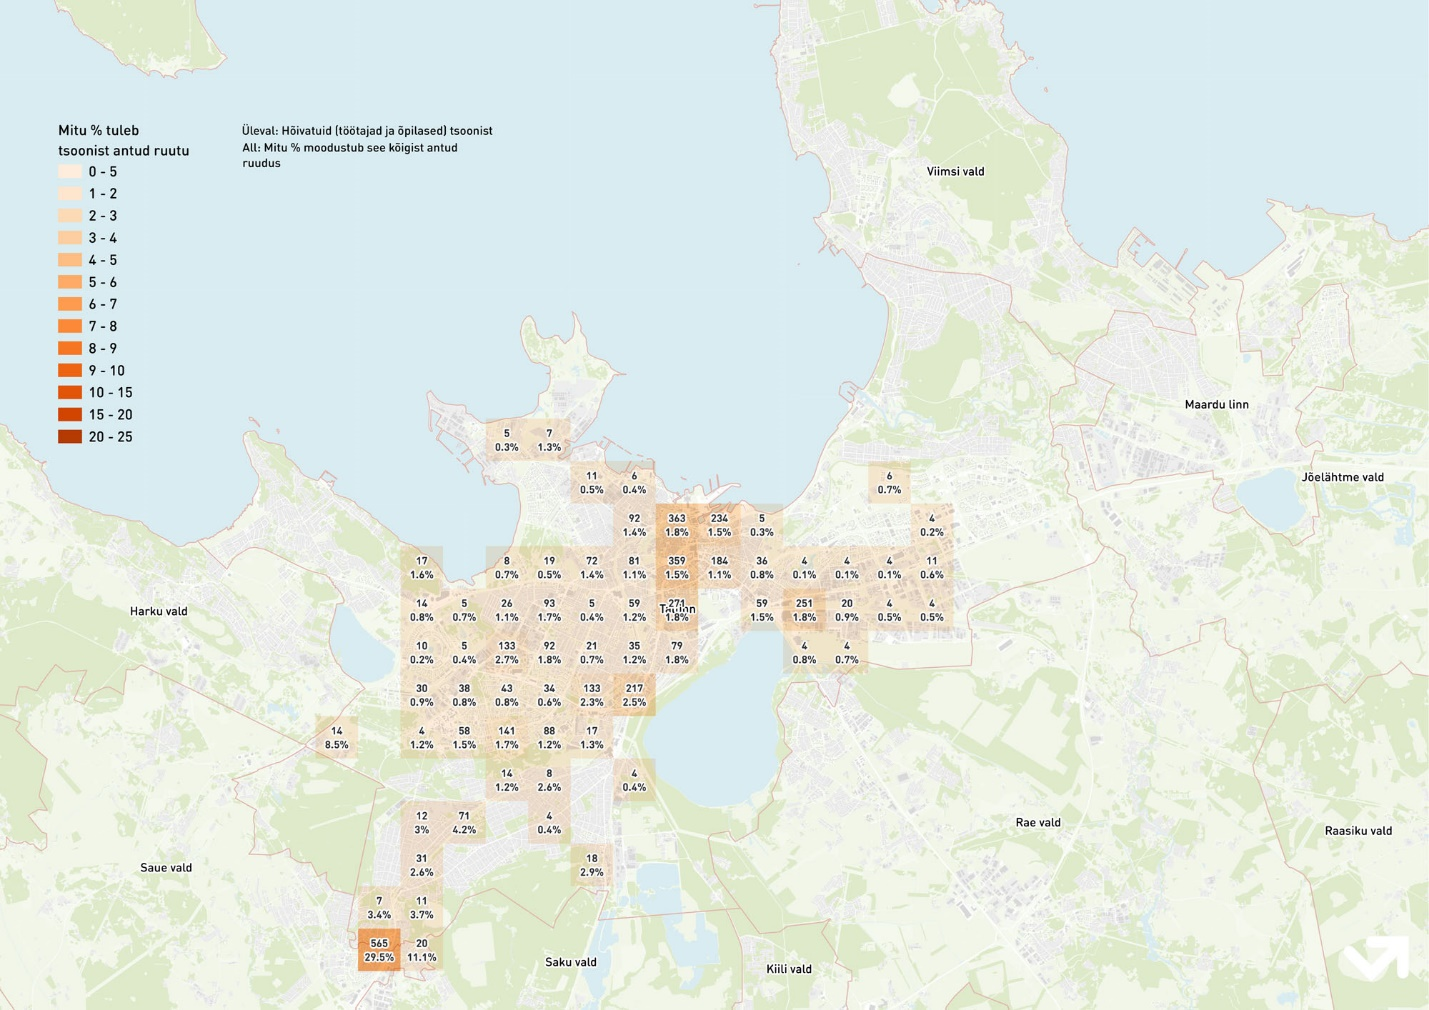 Mitu % tuleb
tsoonist antud ruutu
0 - 5
1 - 2
2 - 3
3 - 4
4 - 5
5 - 6
6 - 7
7 - 8
8 - 9
9 - 10
10 - 15
15 - 20
20 - 25
Üleval: Hõivatuid (töötajad ja õpilased) tsoonist
All: Mitu % moodustub see kõigist antud
ruudus
Viimsi vald
Maardu linn
Jõelähtme vald
5 7
0.3% 1.3%
11 6 6
0.5% 0.4% 0.7%
92 363 234 5 4
1.4% 1.8% 1.5% 0.3% 0.2%
17 8 19 72 81 359 184 36 4 4 4 11
1.6% 0.7% 0.5% 1.4% 1.1% 1.5% 1.1% 0.8% 0.1% 0.1% 0.1% 0.6%
Harku vald
14 5 26 93 5 59 271 59 251 20 4 4
Tallinn
0.8% 0.7% 1.1% 1.7% 0.4% 1.2% 1.8% 1.5% 1.8% 0.9% 0.5% 0.5%
10 5 133 92 21 35 79 4 4
0.2% 0.4% 2.7% 1.8% 0.7% 1.2% 1.8% 0.8% 0.7%
30 38 43 34 133 217
0.9% 0.8% 0.8% 0.6% 2.3% 2.5%
14 4 58 141 88 17
8.5% 1.2% 1.5% 1.7% 1.2% 1.3%
14 8 4
1.2% 2.6% 0.4%
12 71 4
3% 4.2% 0.4%
Rae vald
Raasiku vald
31 18
2.6% 2.9%
Saue vald
7 11
3.4% 3.7%
565 20
29.5% 11.1%
Saku vald
Kiili vald